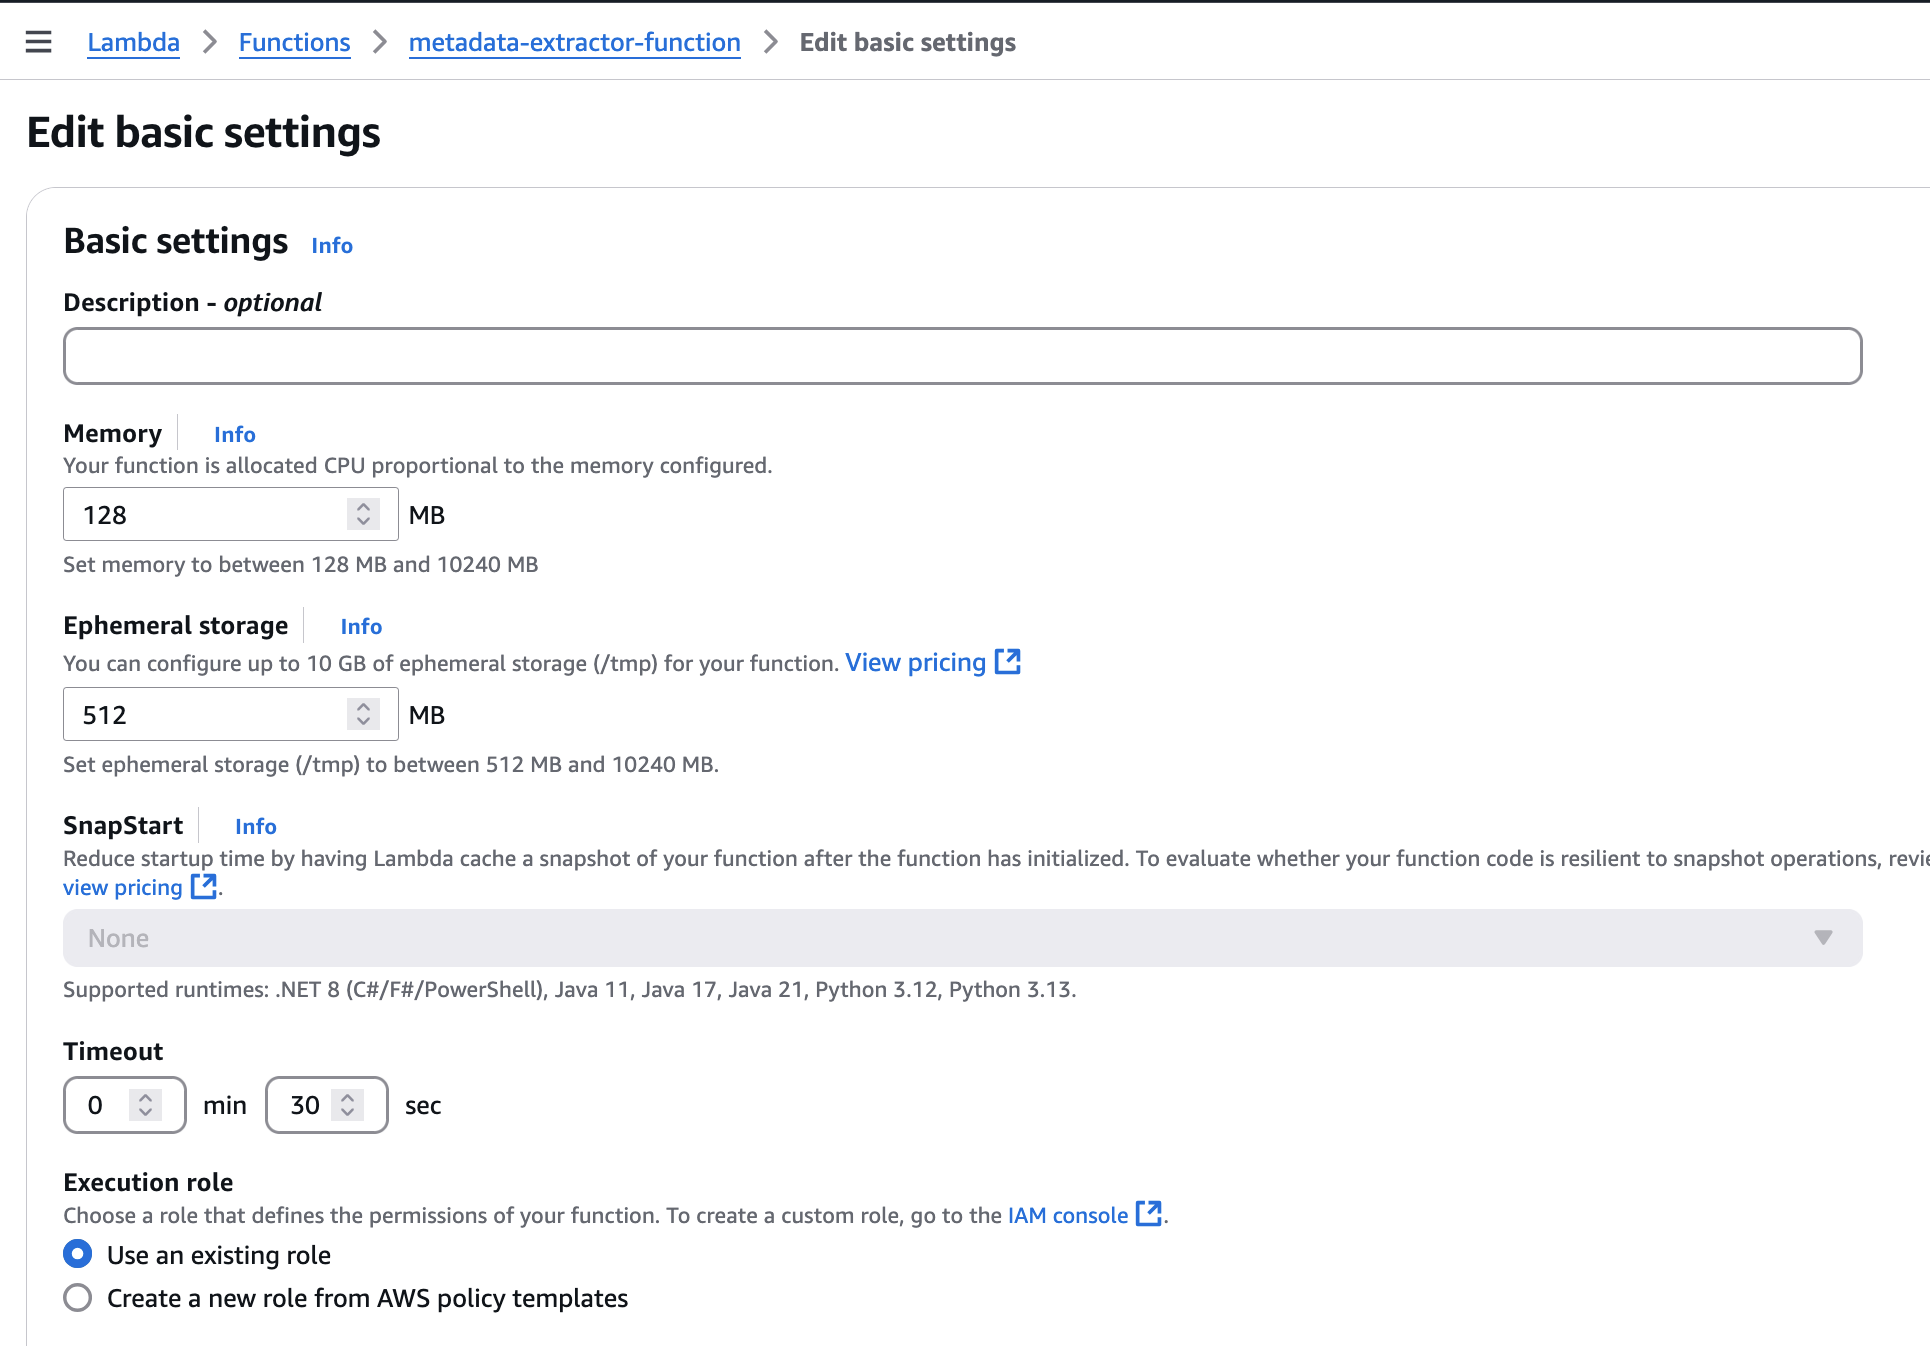 Lambda > Functions > metadata-extractor-function > Edit basic settings
Edit basic settings
Basic settings Info
Description - optional
Memory Info
Your function is allocated CPU proportional to the memory configured.
128 MB
Set memory to between 128 MB and 10240 MB
Ephemeral storage Info
You can configure up to 10 GB of ephemeral storage (/tmp) for your function. View pricing
512 MB
Set ephemeral storage (/tmp) to between 512 MB and 10240 MB.
SnapStart Info
Reduce startup time by having Lambda cache a snapshot of your function after the function has initialized. To evaluate whether your function code is resilient to snapshot operations,
view pricing .
None
Supported runtimes: .NET 8 (C#/F#/PowerShell), Java 11, Java 17, Java 21, Python 3.12, Python 3.13.
Timeout
0 min 30 sec
Execution role
Choose a role that defines the permissions of your function. To create a custom role, go to the IAM console .
Use an existing role
Create a new role from AWS policy templates